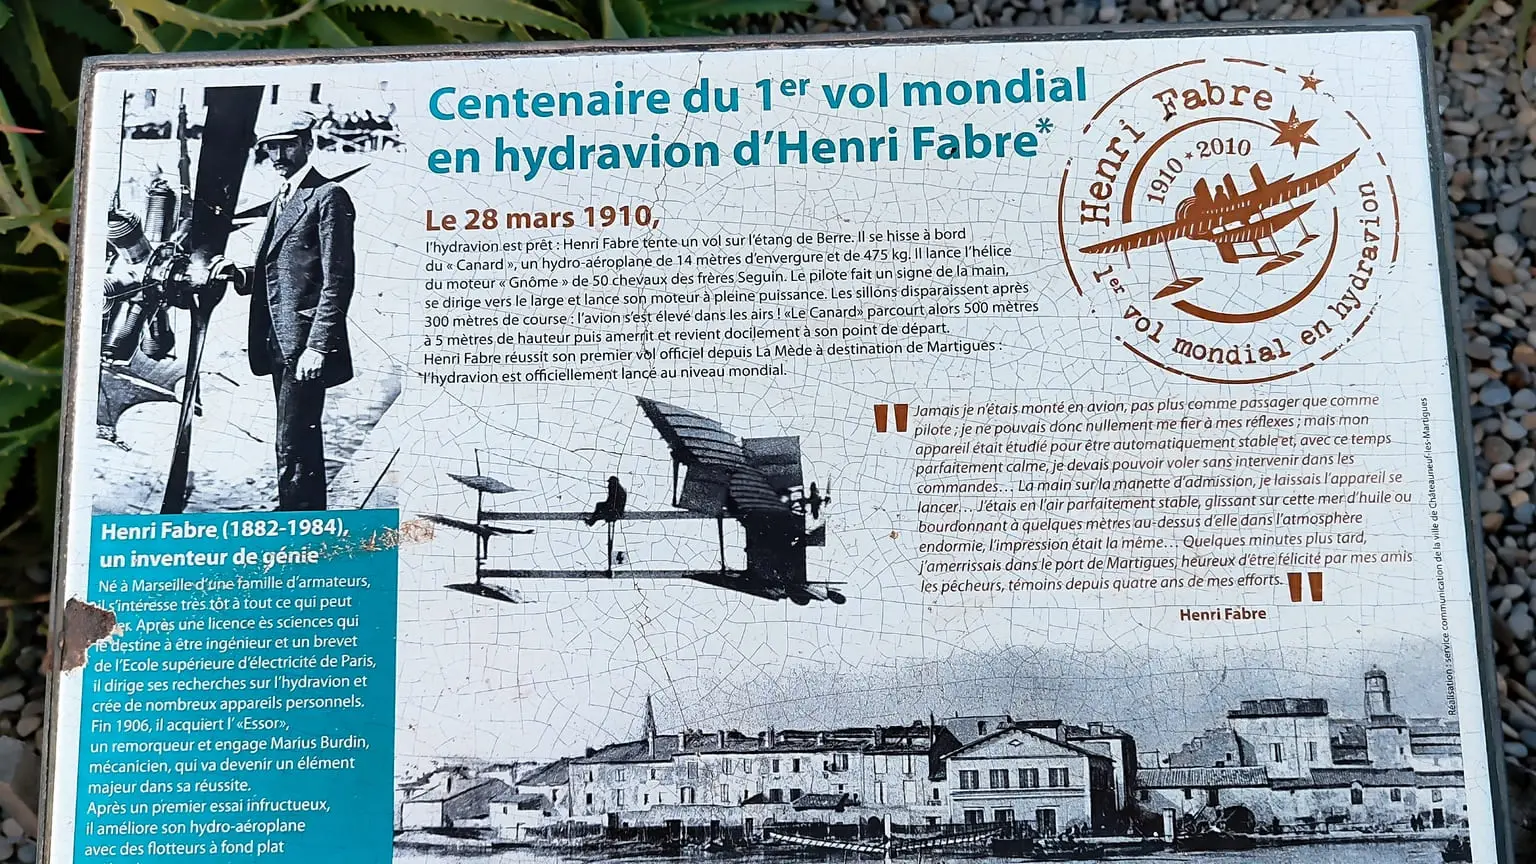 Centenaire du 1er vol mondial
en hydravion d'Henri Fabre*
Le 28 mars 1910,
l'hydravion est prêt : Henri Fabre tente un vol sur l'étang de Berre. Il se hisse à bord
du « Canard », un hydro-aéroplane de 14 mètres d'envergure et de 475 kg. Il lance l'hélice
du moteur « Gnôme » de 50 chevaux des frères Seguin. Le pilote fait un signe de la main,
se dirige vers le large et lance son moteur à pleine puissance. Les sillons disparaissent après
300 mètres de course : l'avion s'est élevé dans les airs ! «Le Canard» parcourt alors 500 mètres
à 5 mètres de hauteur puis amerrit et revient docilement à son point de départ.
Henri Fabre réussit son premier vol officiel depuis La Mède à destination de Martigues :
*l'hydravion est officiellement lancé au niveau mondial.
Henri Fabre
1910 ★ 2010
1er vol mondial en hydravion
" Jamais je n'étais monté en avion, pas plus comme passager que comme
pilote ; je ne pouvais donc nullement me fier à mes réflexes ; mais mon
appareil était étudié pour être automatiquement stable et, avec ce temps
parfaitement calme, je devais pouvoir voler sans intervenir dans les
commandes… La main sur la manette d'admission, je laissais l'appareil se
lancer… J'étais en l'air parfaitement stable, glissant sur cette mer d'huile ou
bourdonnant à quelques mètres au-dessus d'elle dans l'atmosphère
endormie, l'impression était la même… Quelques minutes plus tard,
j'amerrissais dans le port de Martigues, heureux d'être félicité par mes amis
les pêcheurs, témoins depuis quatre ans de mes efforts. "
Henri Fabre
Réalisation : service communication de la ville de Châteauneuf-les-Martigues
Henri Fabre (1882-1984),
un inventeur de génie
Né à Marseille d'une famille d'armateurs,
il s'intéresse très tôt à tout ce qui peut
Après une licence ès sciences qui
le destine à être ingénieur et un brevet
de l'Ecole supérieure d'électricité de Paris,
il dirige ses recherches sur l'hydravion et
crée de nombreux appareils personnels.
Fin 1906, il acquiert l' «Essor»,
un remorqueur et engage Marius Burdin,
mécanicien, qui va devenir un élément
majeur dans sa réussite.
Après un premier essai infructueux,
il améliore son hydro-aéroplane
avec des flotteurs à fond plat